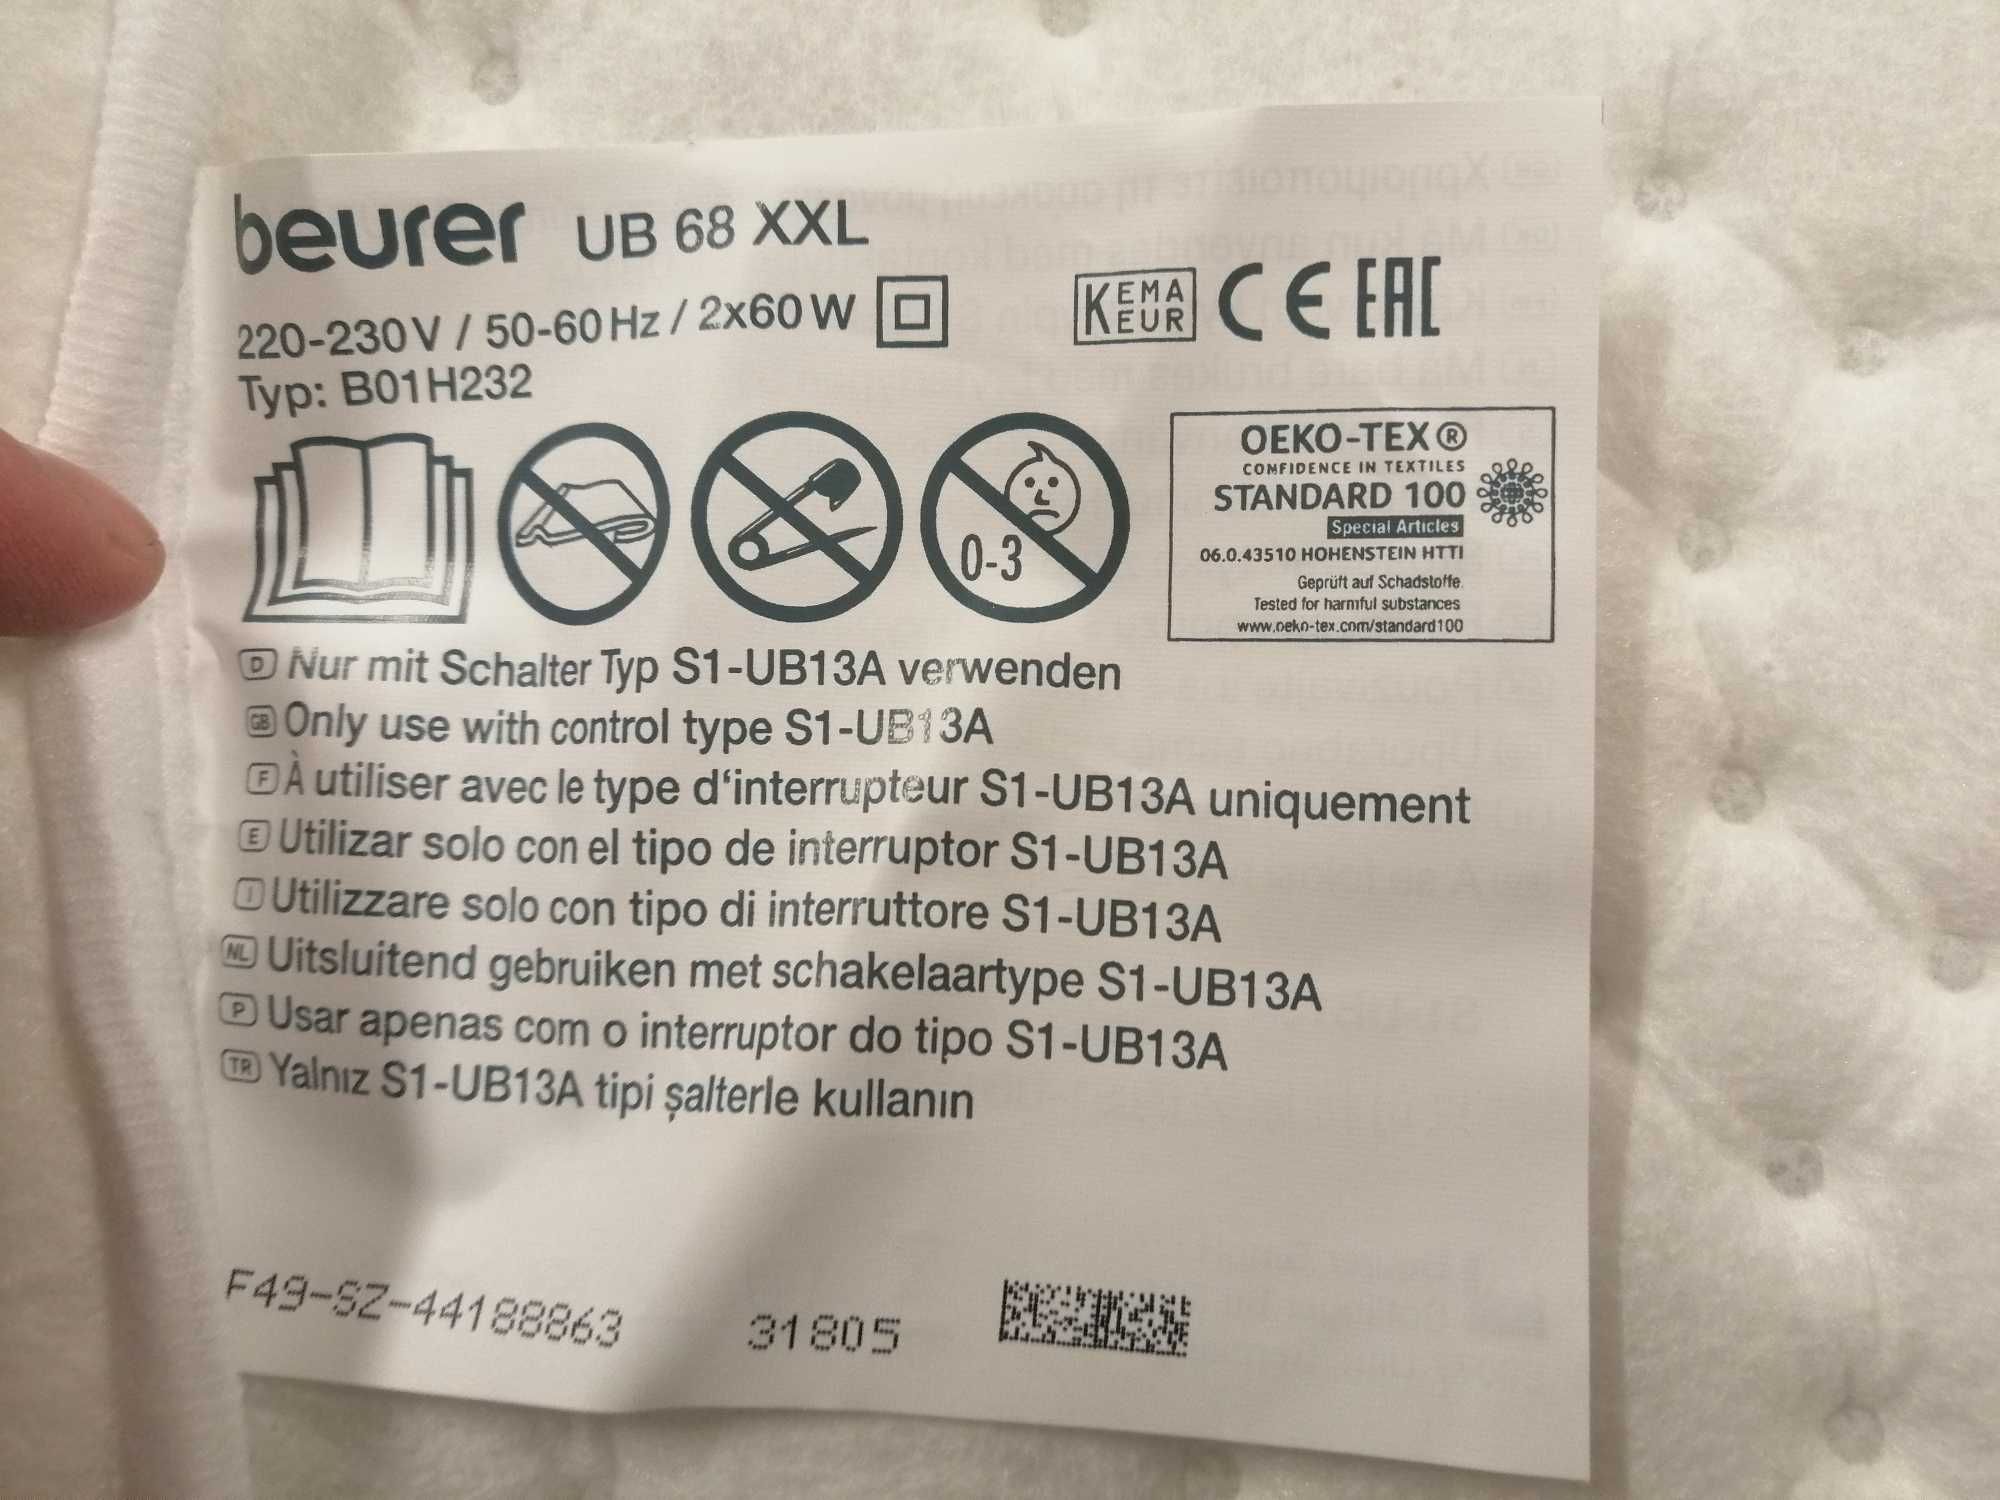 beurer UB 68 XXL
220-230V / 50-60Hz / 2x60W
KEMA EUR CE EAC
Typ: B01H232
0-3
OEKO-TEX®
CONFIDENCE IN TEXTILES
STANDARD 100
Special Articles
06.0.43510 HOHENSTEIN HTTI
Geprüft auf Schadstoffe.
Tested for harmful substances
www.oeko-tex.com/standard100
D Nur mit Schalter Typ S1-UB13A verwenden
GB Only use with control type S1-UB13A
F À utiliser avec le type d‘interrupteur S1-UB13A uniquement
E Utilizar solo con el tipo de interruptor S1-UB13A
I Utilizzare solo con tipo di interruttore S1-UB13A
NL Uitsluitend gebruiken met schakelaartype S1-UB13A
P Usar apenas com o interruptor do tipo S1-UB13A
TR Yalnız S1-UB13A tipi şalterle kullanın
F49-SZ-44188863 31805